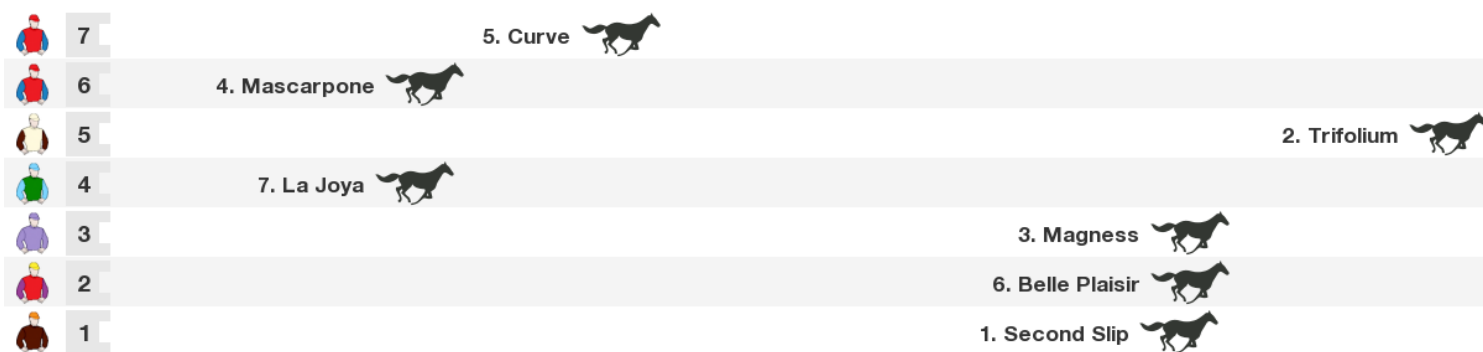 7 5. Curve
6 4. Mascarpone
5 2. Trifolium
4 7. La Joya
3 3. Magness
2 6. Belle Plaisir
1 1. Second Slip